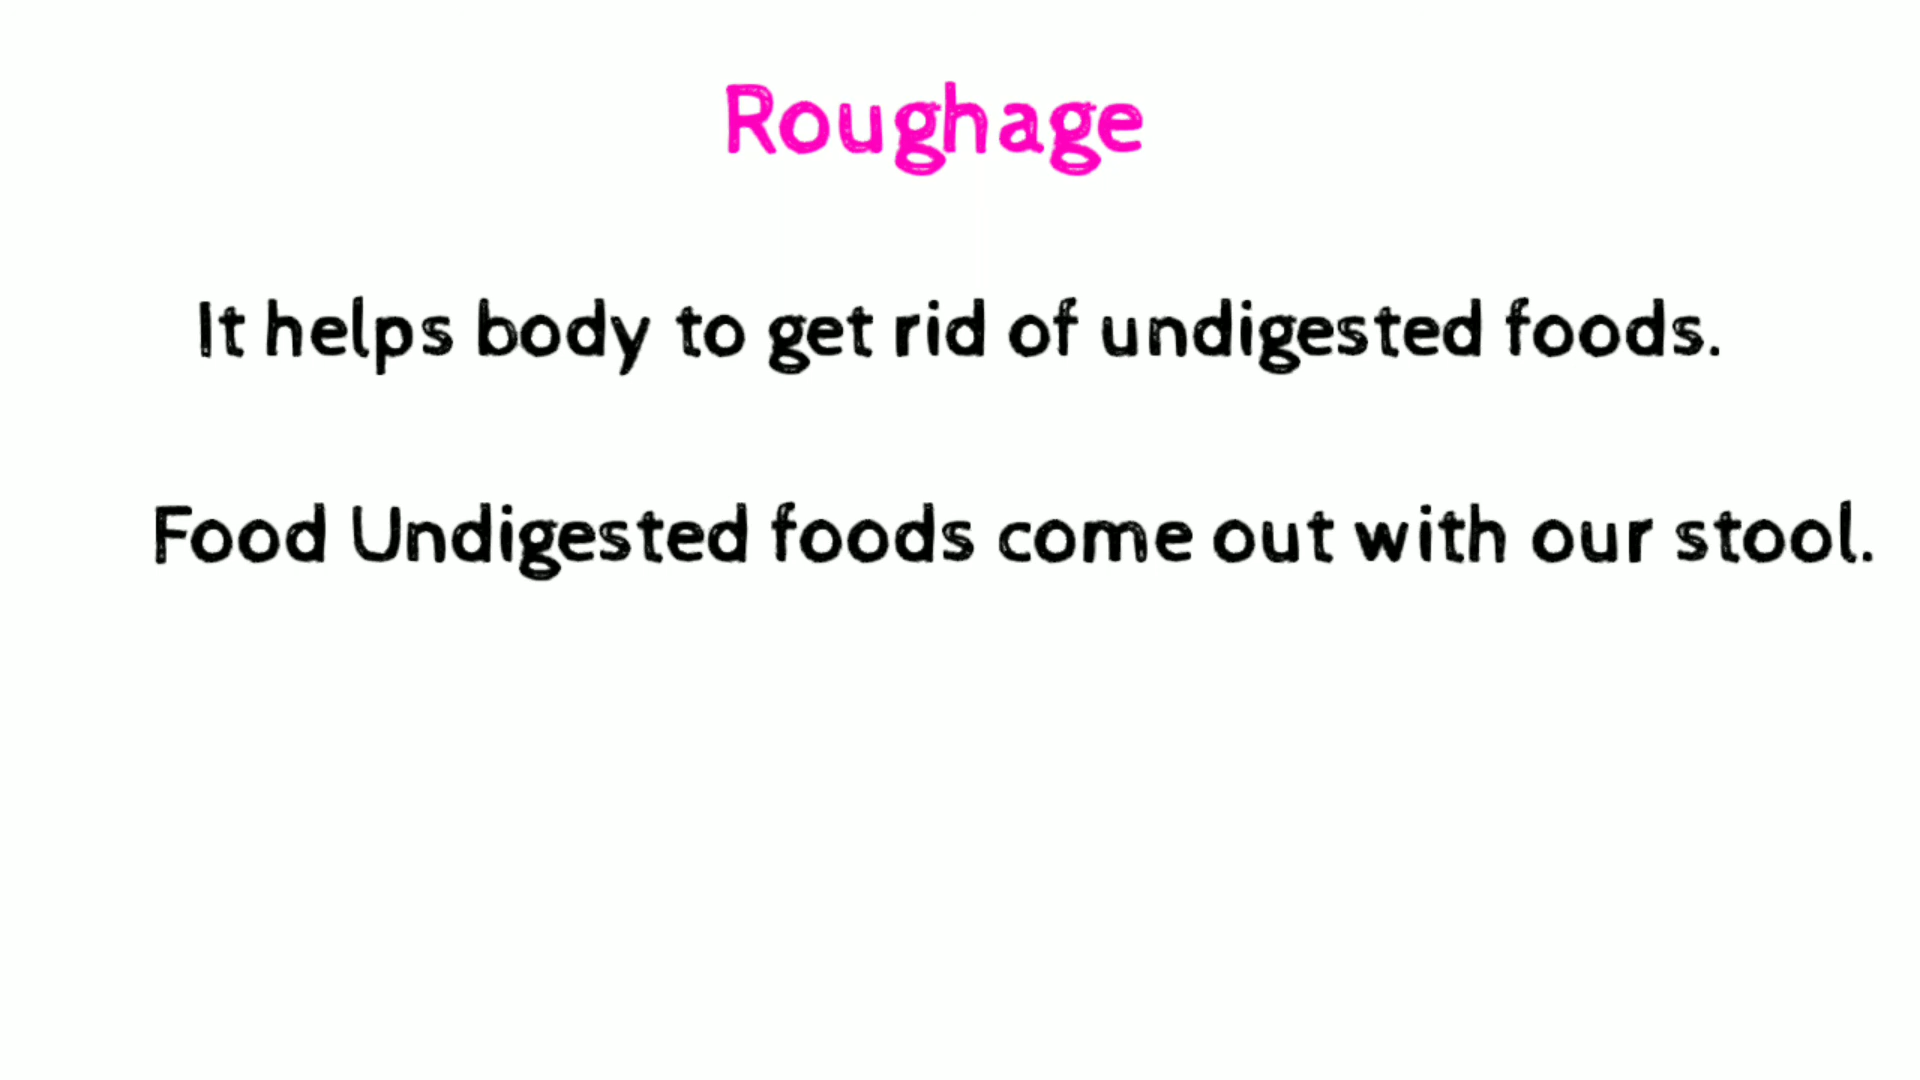 Roughage
It helps body to get rid of undigested foods.
Food Undigested foods come out with our stool.